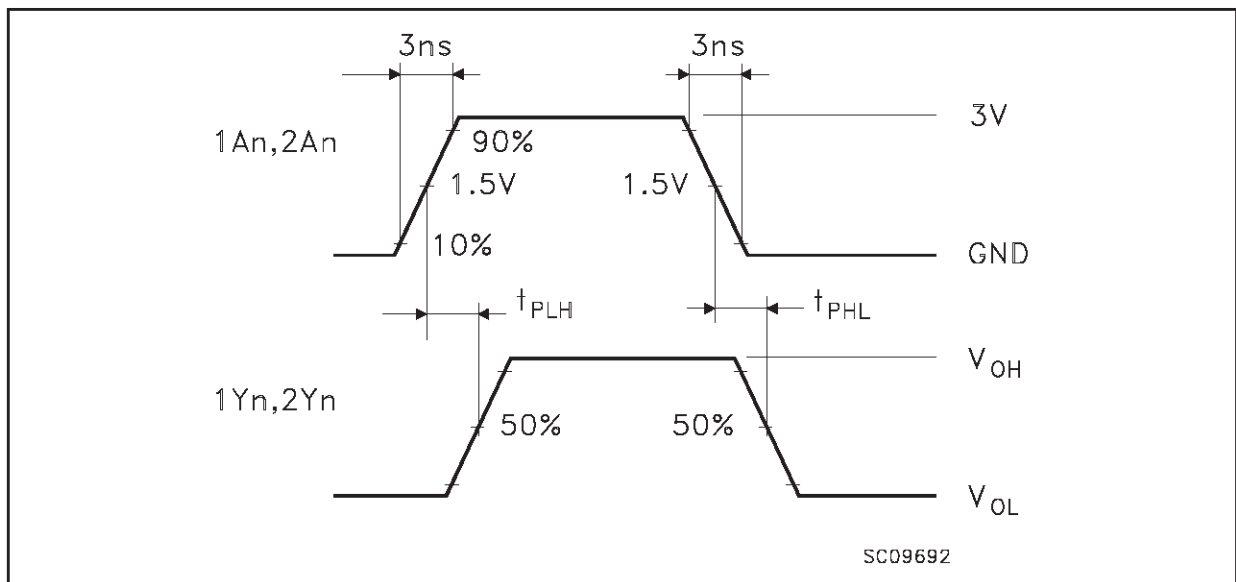 3ns 3ns
3V
1An,2An
90%
1.5V 1.5V
10%
GND
tPLH tPHL
VOH
1Yn,2Yn
50% 50%
VOL
SC09692